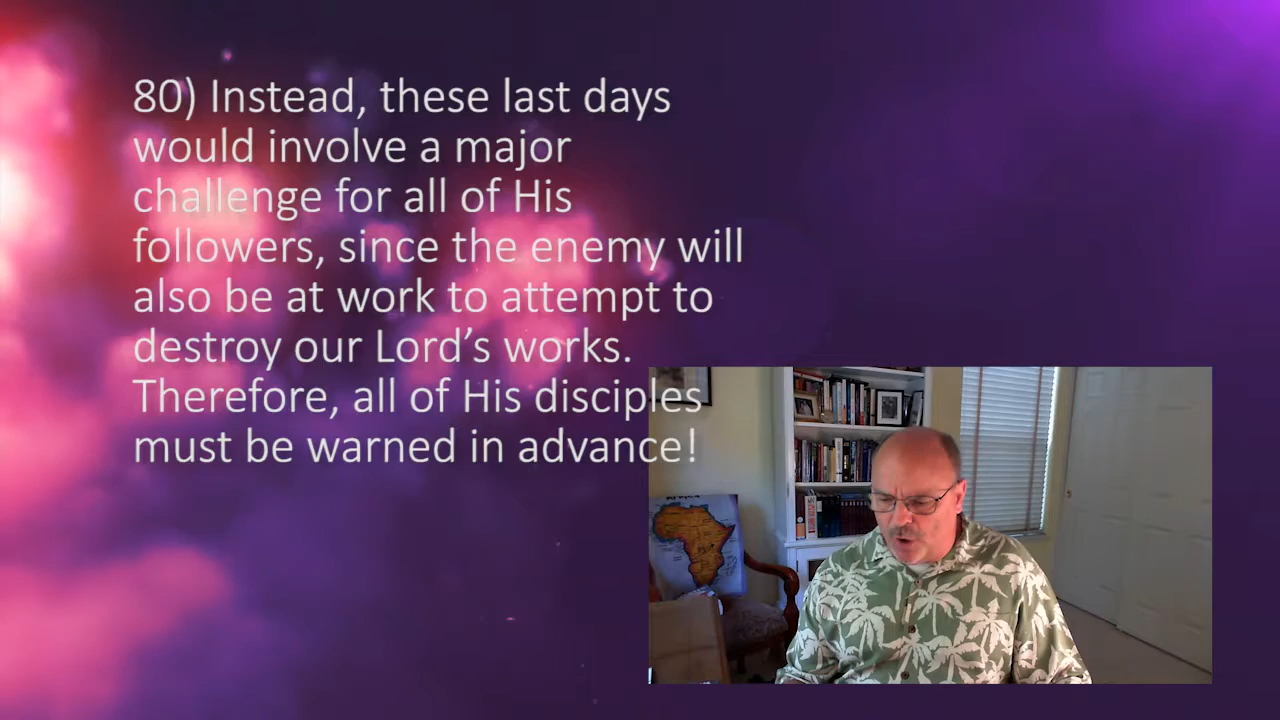 80) Instead, these last days
would involve a major
challenge for all of His
followers, since the enemy will
also be at work to attempt to
destroy our Lord’s works.
Therefore, all of His disciples
must be warned in advance!